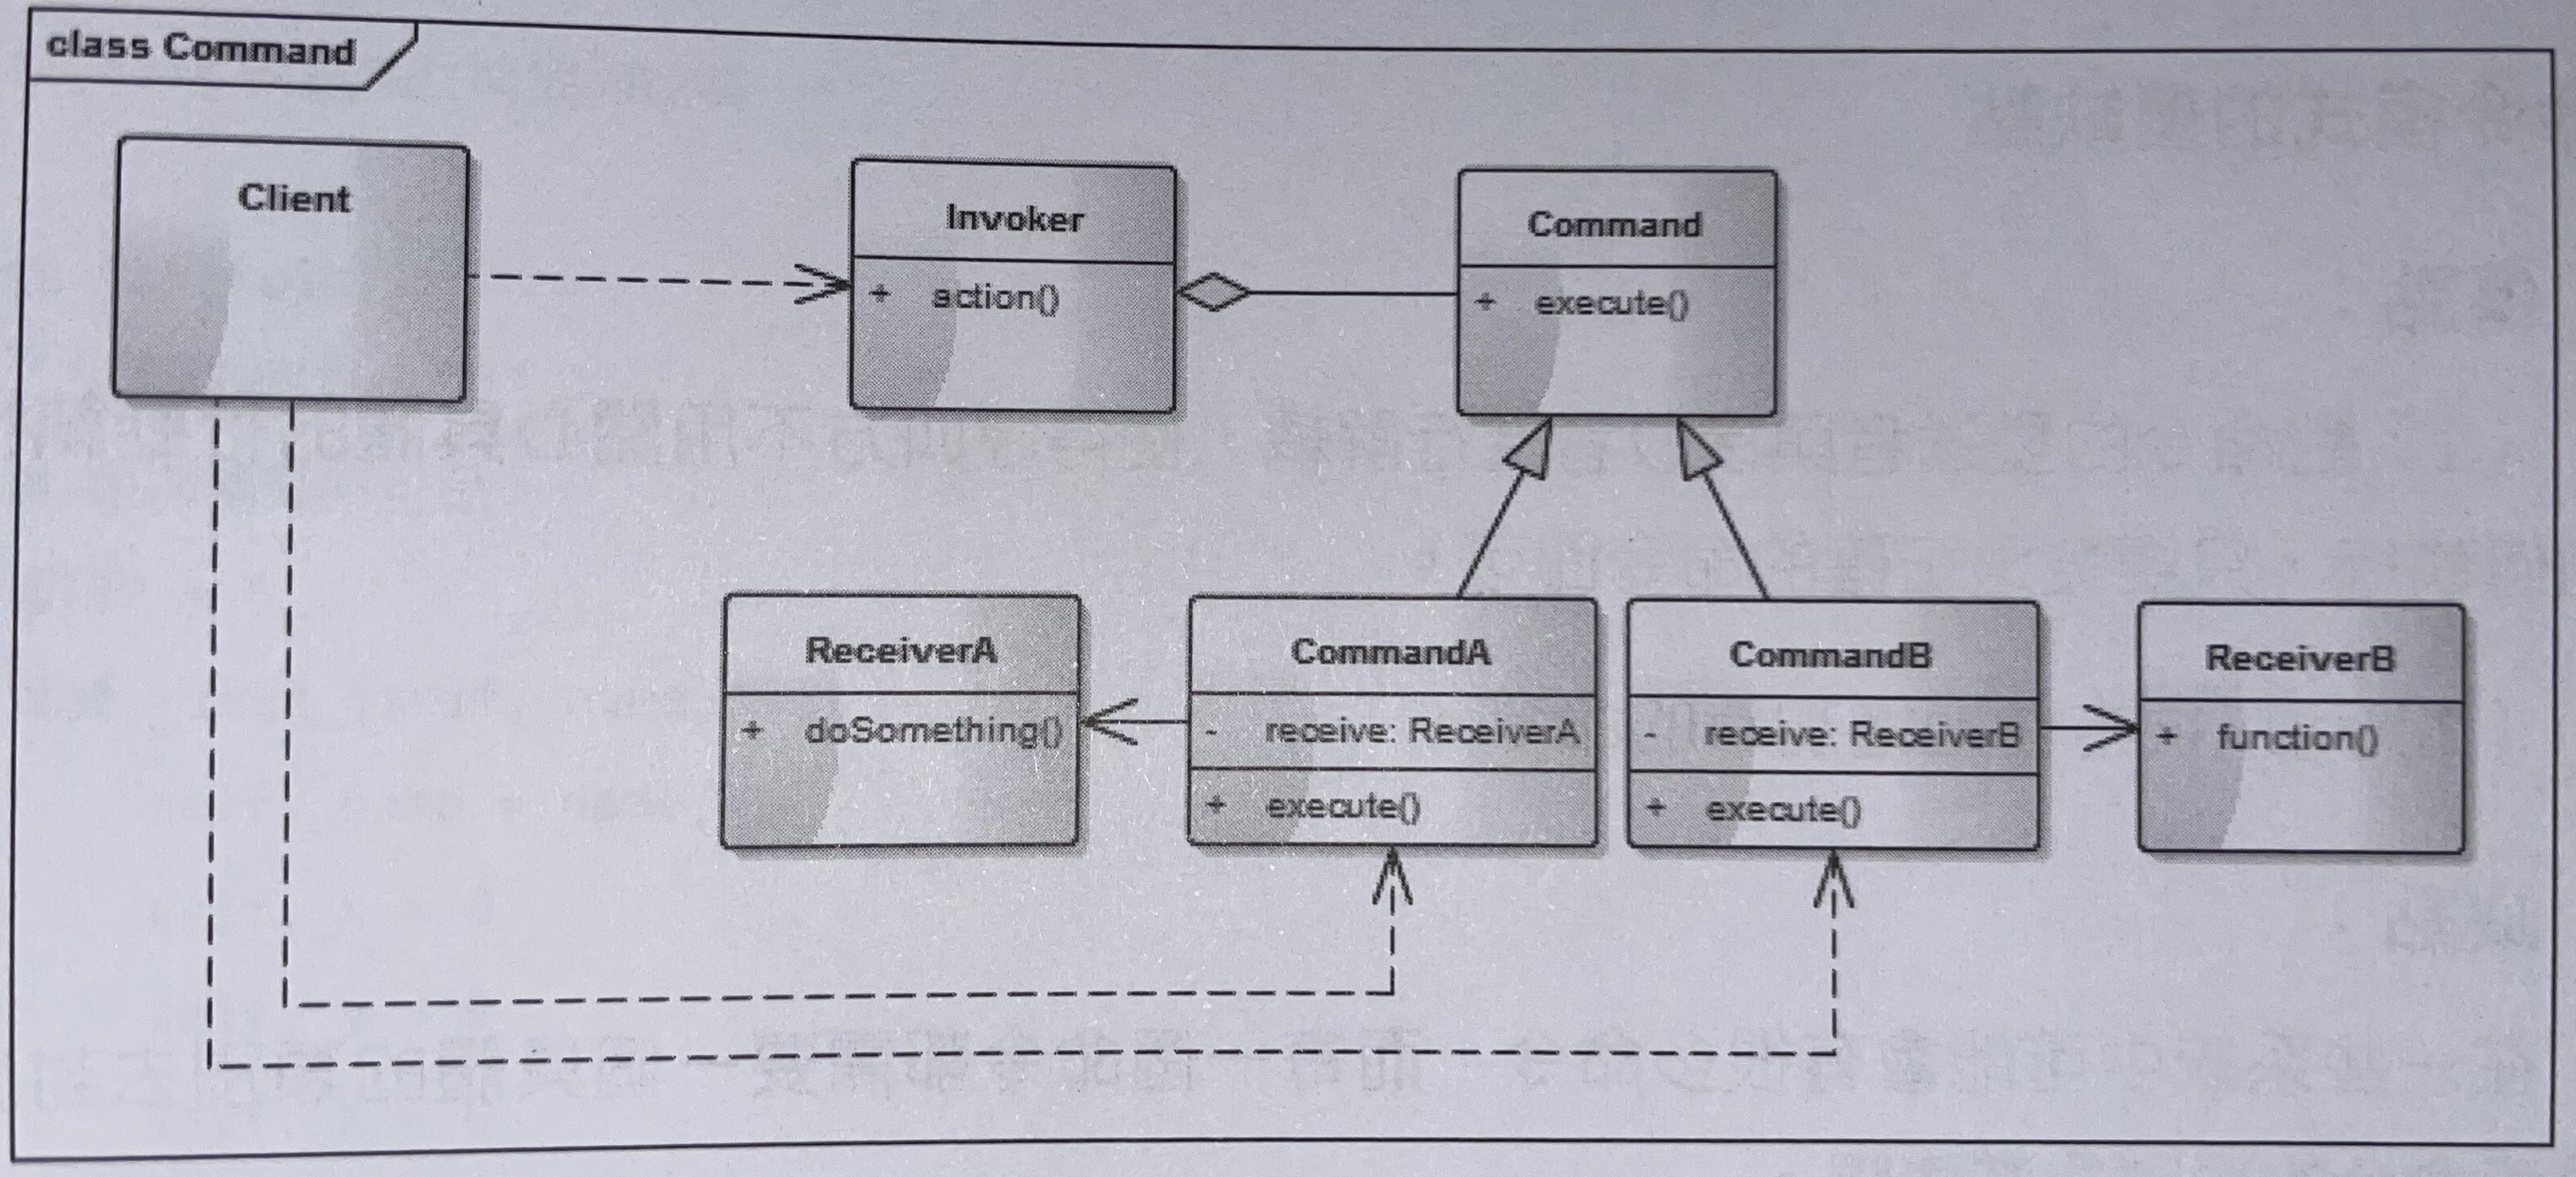 class Command
Client
Invoker
+ action()
Command
+ execute()
ReceiverA
+ doSomething()
CommandA
- receive: ReceiverA
+ execute()
CommandB
- receive: ReceiverB
+ execute()
ReceiverB
+ function()